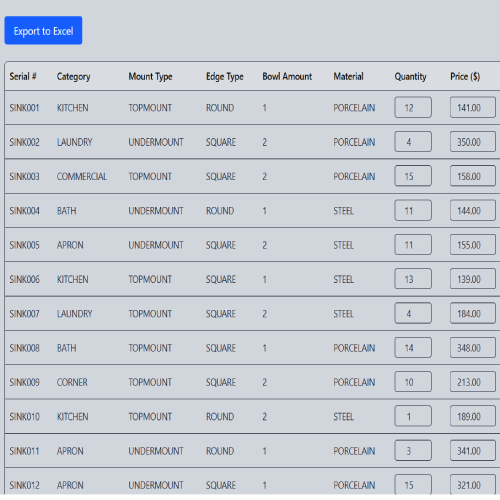 Export to Excel
Serial # Category Mount Type Edge Type Bowl Amount Material Quantity Price ($)
SINK001 KITCHEN TOPMOUNT ROUND 1 PORCELAIN 12 141.00
SINK002 LAUNDRY UNDERMOUNT SQUARE 2 PORCELAIN 4 350.00
SINK003 COMMERCIAL TOPMOUNT SQUARE 2 PORCELAIN 15 158.00
SINK004 BATH UNDERMOUNT ROUND 1 STEEL 11 144.00
SINK005 APRON UNDERMOUNT SQUARE 2 STEEL 11 155.00
SINK006 KITCHEN TOPMOUNT SQUARE 1 STEEL 13 139.00
SINK007 LAUNDRY TOPMOUNT SQUARE 2 STEEL 4 184.00
SINK008 BATH TOPMOUNT SQUARE 1 PORCELAIN 14 348.00
SINK009 CORNER TOPMOUNT SQUARE 2 PORCELAIN 10 213.00
SINK010 KITCHEN TOPMOUNT ROUND 2 STEEL 1 189.00
SINK011 APRON UNDERMOUNT ROUND 1 PORCELAIN 3 341.00
SINK012 APRON UNDERMOUNT SQUARE 1 PORCELAIN 15 321.00